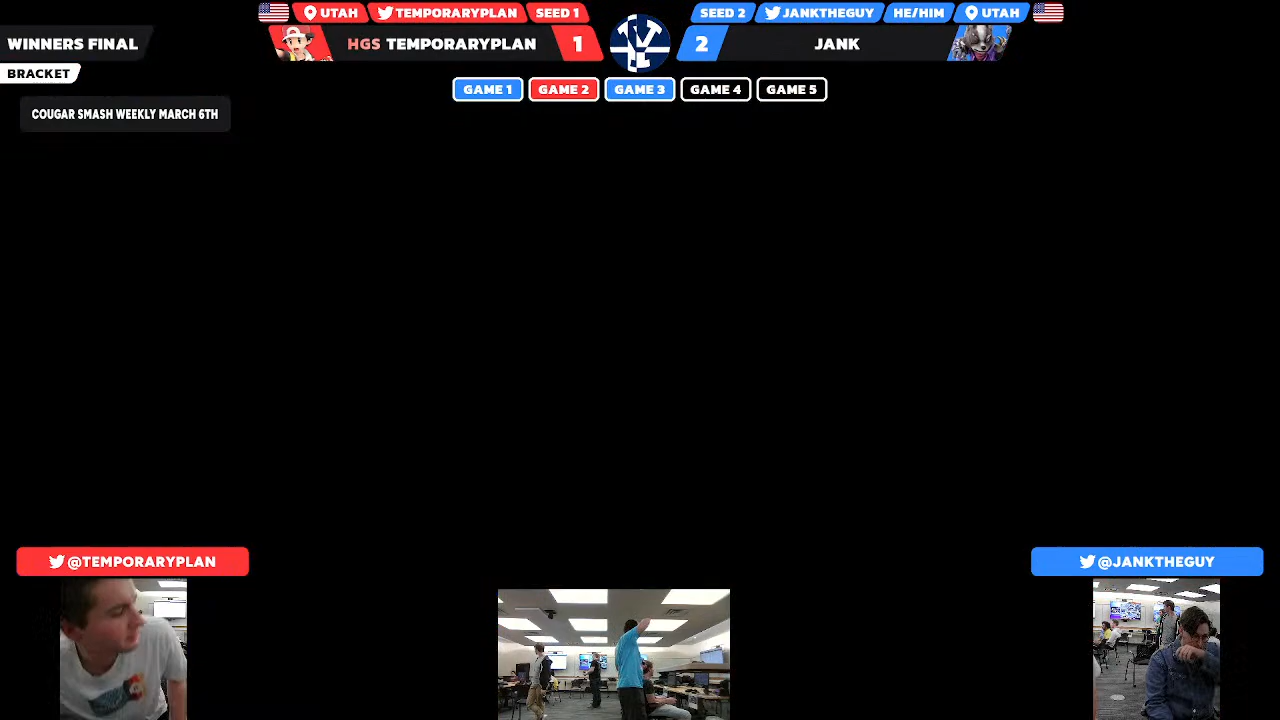 UTAH
TEMPORARYPLAN
SEED 1
SEED 2
JANKTHEGUY
HE/HIM
UTAH
WINNERS FINAL
HGS TEMPORARYPLAN
1
2
JANK
BRACKET
GAME 1
GAME 2
GAME 3
GAME 4
GAME 5
COUGAR SMASH WEEKLY MARCH 6TH
@TEMPORARYPLAN
@JANKTHEGUY